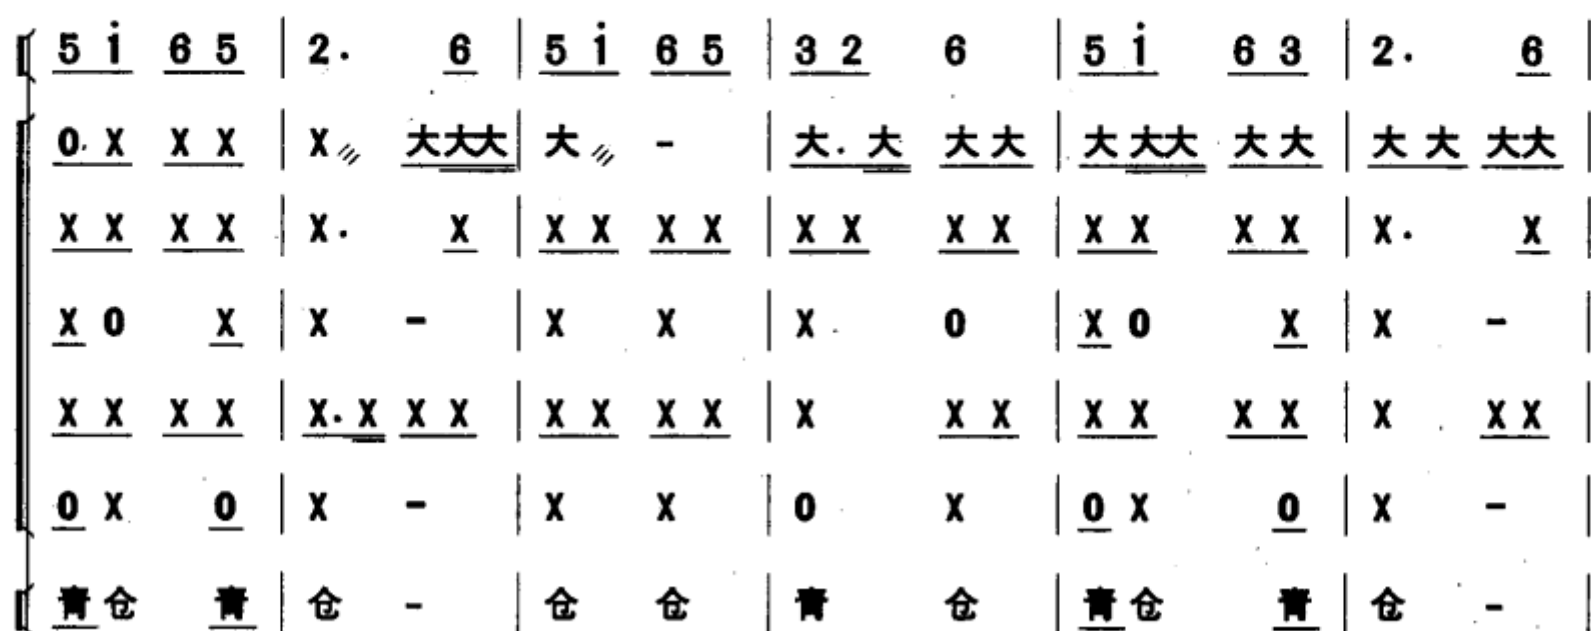 5 i 6 5 | 2. 6 | 5 i 6 5 | 3 2 6 | 5 i 6 3 | 2. 6 |
0. X X X | X 大大大 | 大 - | 大. 大 大 大 | 大 大大 大 大 | 大 大 大大 |
X X X X | X. X | X X X X | X X X X | X X X X | X. X |
X 0 X | X - | X X | X 0 | X 0 X | X - |
X X X X | X. X X X | X X X X | X X X | X X X X | X X X |
0 X 0 | X - | X X | 0 X | 0 X 0 | X - |
青 仓 青 | 仓 - | 仓 仓 | 青 仓 | 青 仓 青 | 仓 - |